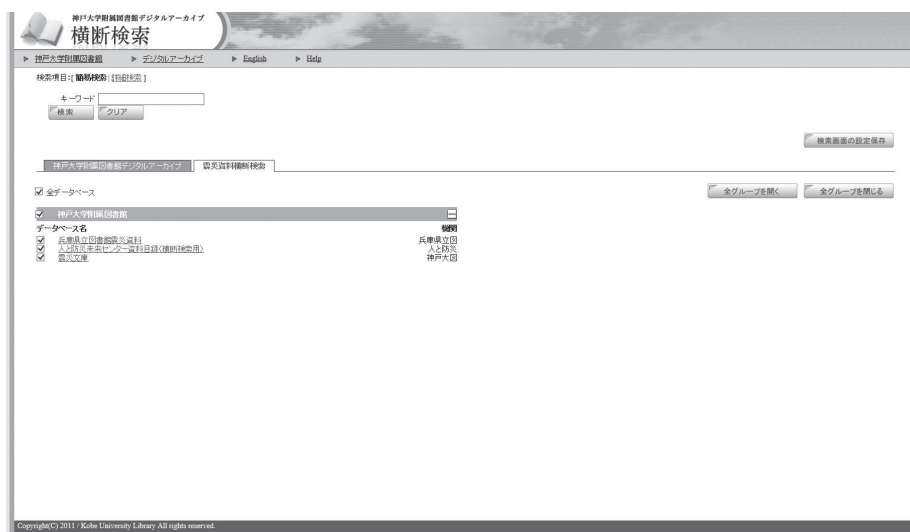 神戸大学附属図書館デジタルアーカイブ
横断検索
▶ 神戸大学附属図書館 ▶ デジタルアーカイブ ▶ English ▶ Help
検索項目:[ 簡易検索 | 詳細検索 ]
キーワード
検索 クリア
検索画面の設定保存
神戸大学附属図書館デジタルアーカイブ 震災資料横断検索
全データベース 全グループを開く 全グループを閉じる
神戸大学附属図書館
データベース名 機関
兵庫県立図書館震災資料 兵庫県立図
人と防災未来センター資料目録(横断検索用) 人と防災
震災文庫 神戸大図
Copyright(C) 2011 / Kobe University Library All rights reserved.